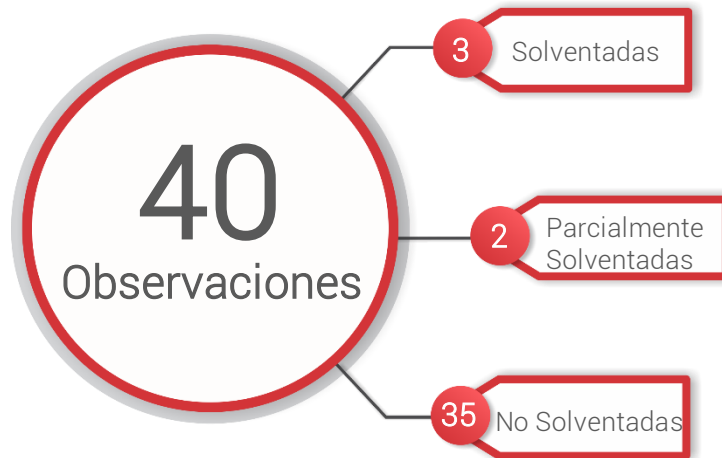 40
Observaciones
3
Solventadas
2
Parcialmente
Solventadas
35
No Solventadas